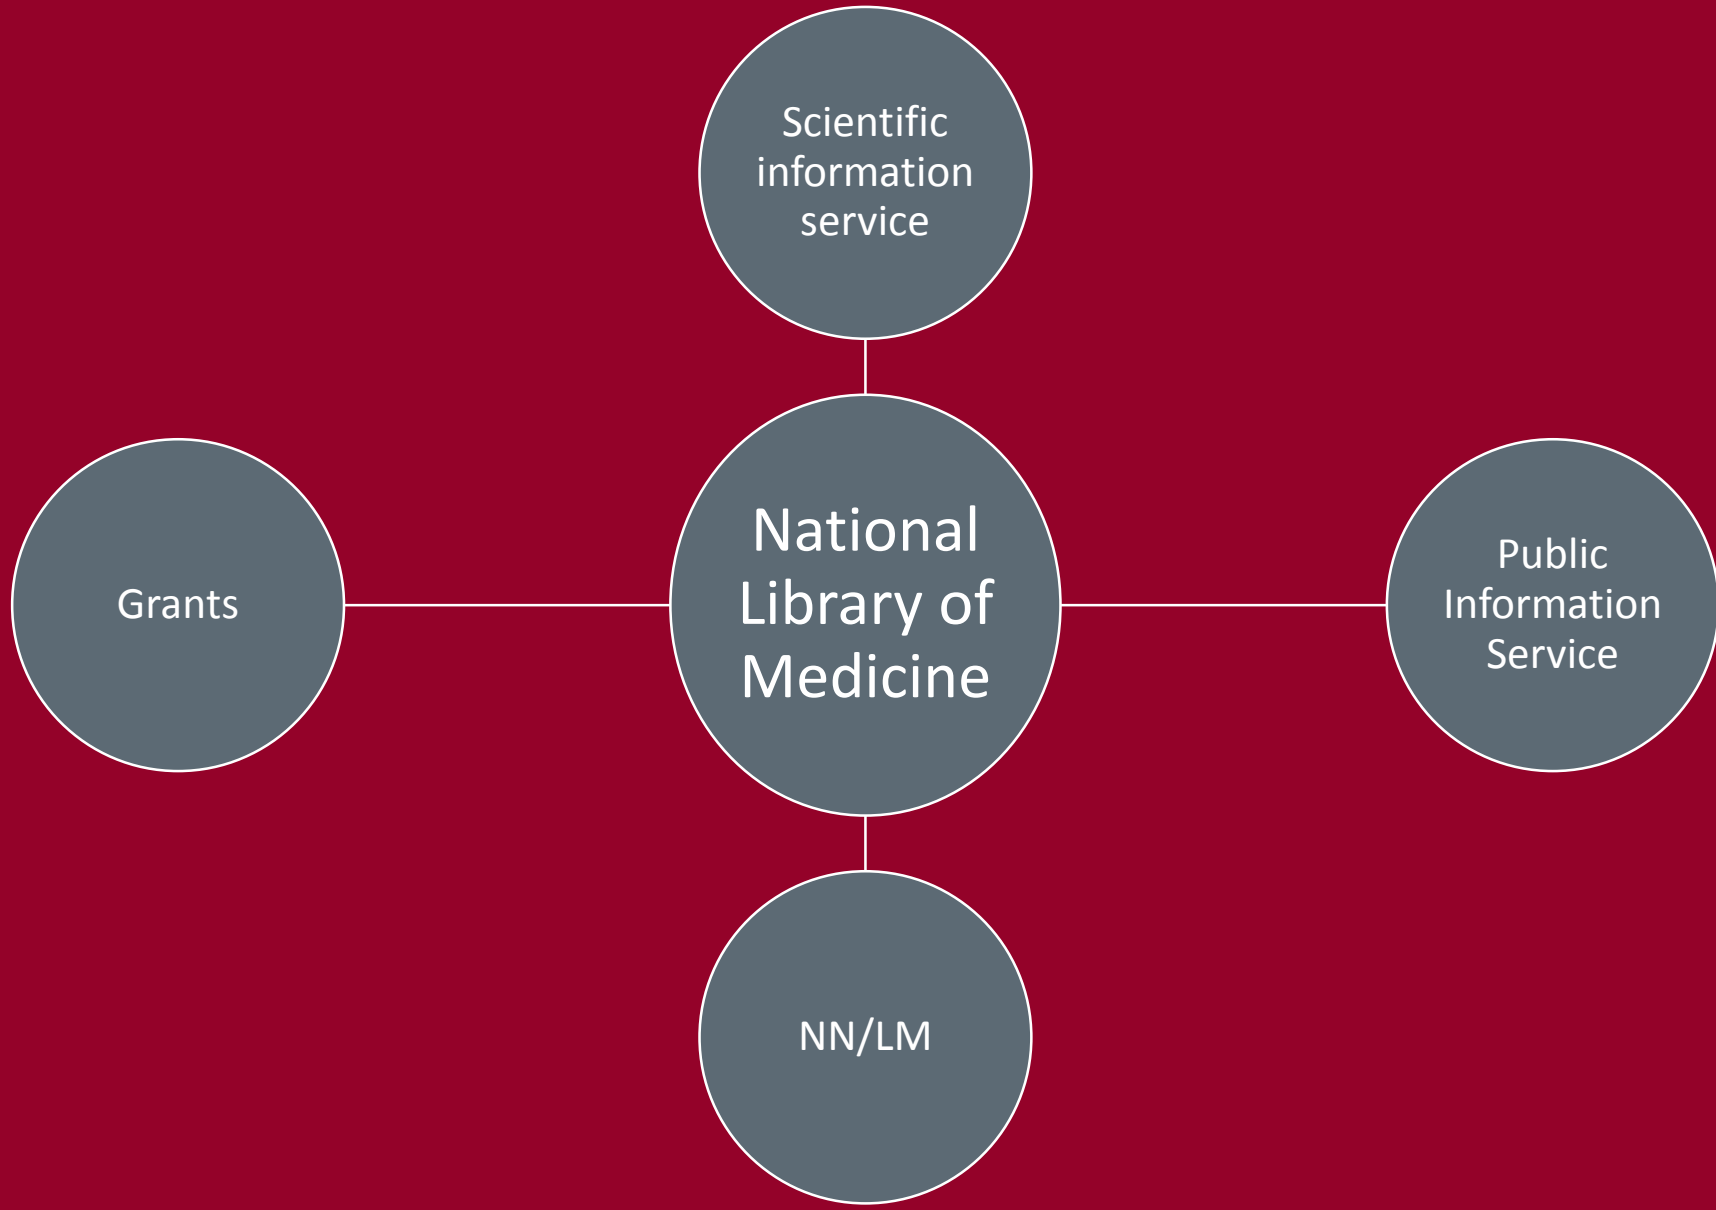 Scientific
information
service
Grants
National
Library of
Medicine
Public
Information
Service
NN/LM